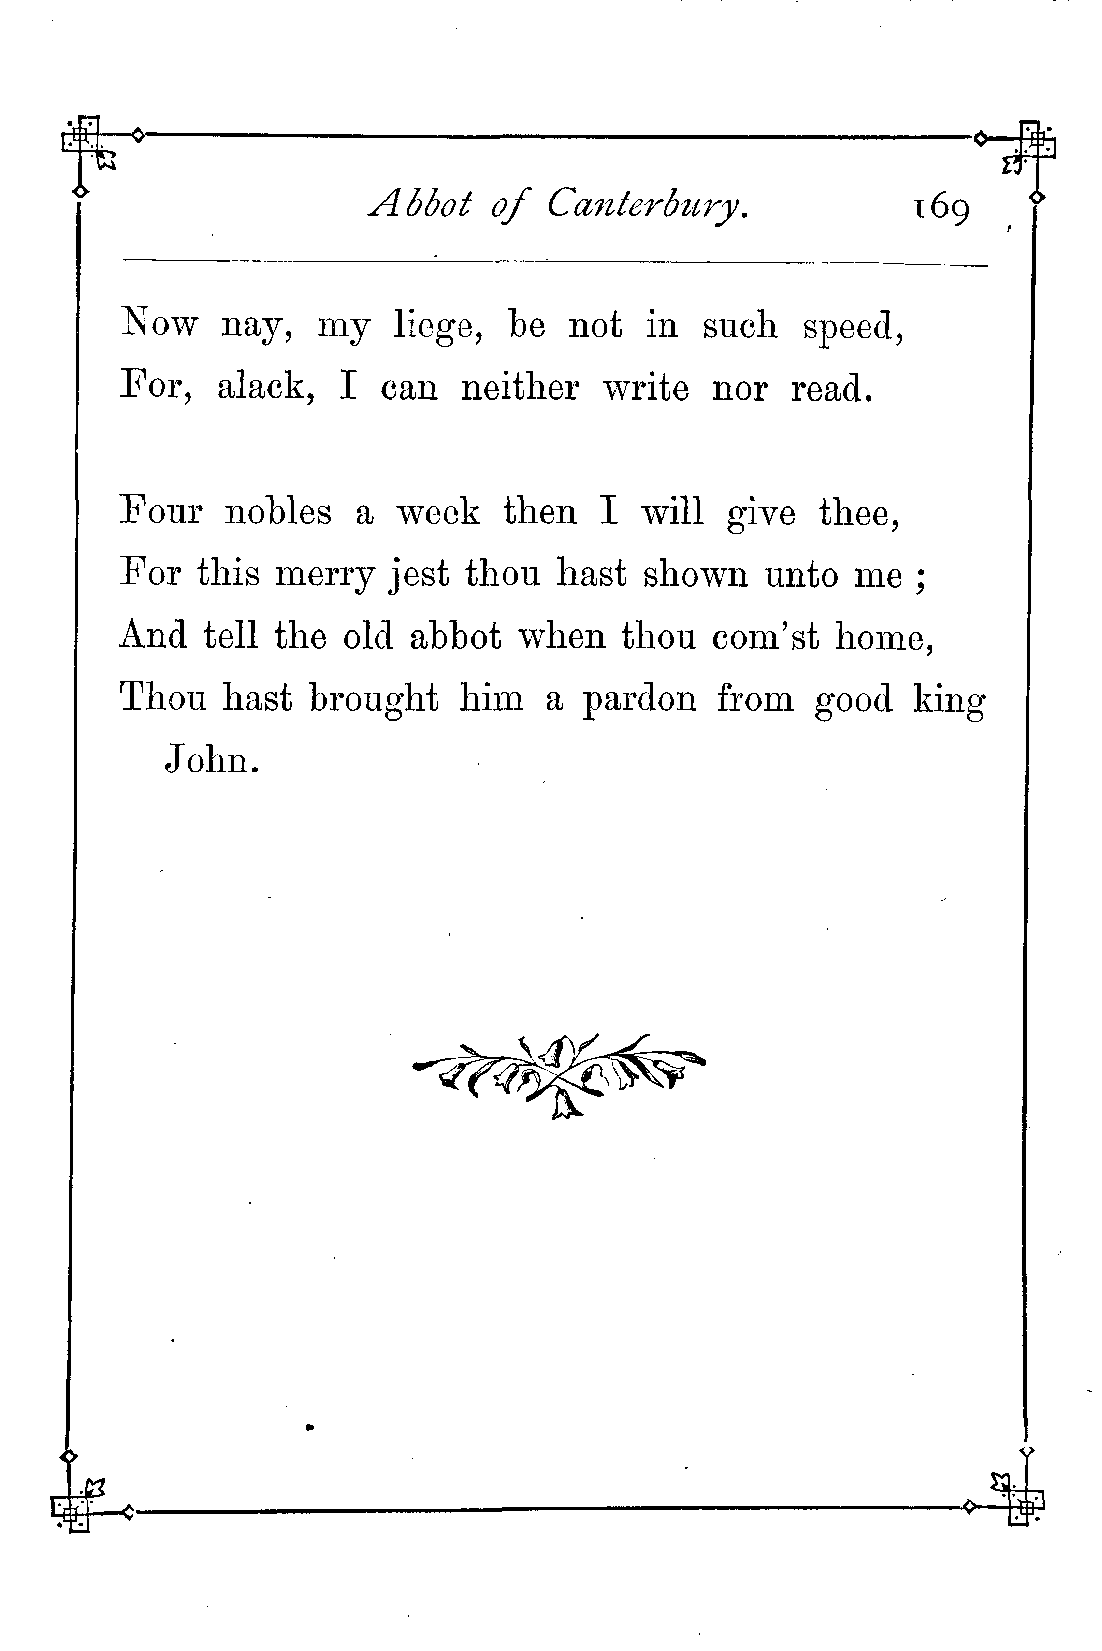 Abbot of Canterbury. 169
Now nay, my liege, be not in such speed,
For, alack, I can neither write nor read.
Four nobles a week then I will give thee,
For this merry jest thou hast shown unto me ;
And tell the old abbot when thou com'st home,
Thou hast brought him a pardon from good king
John.